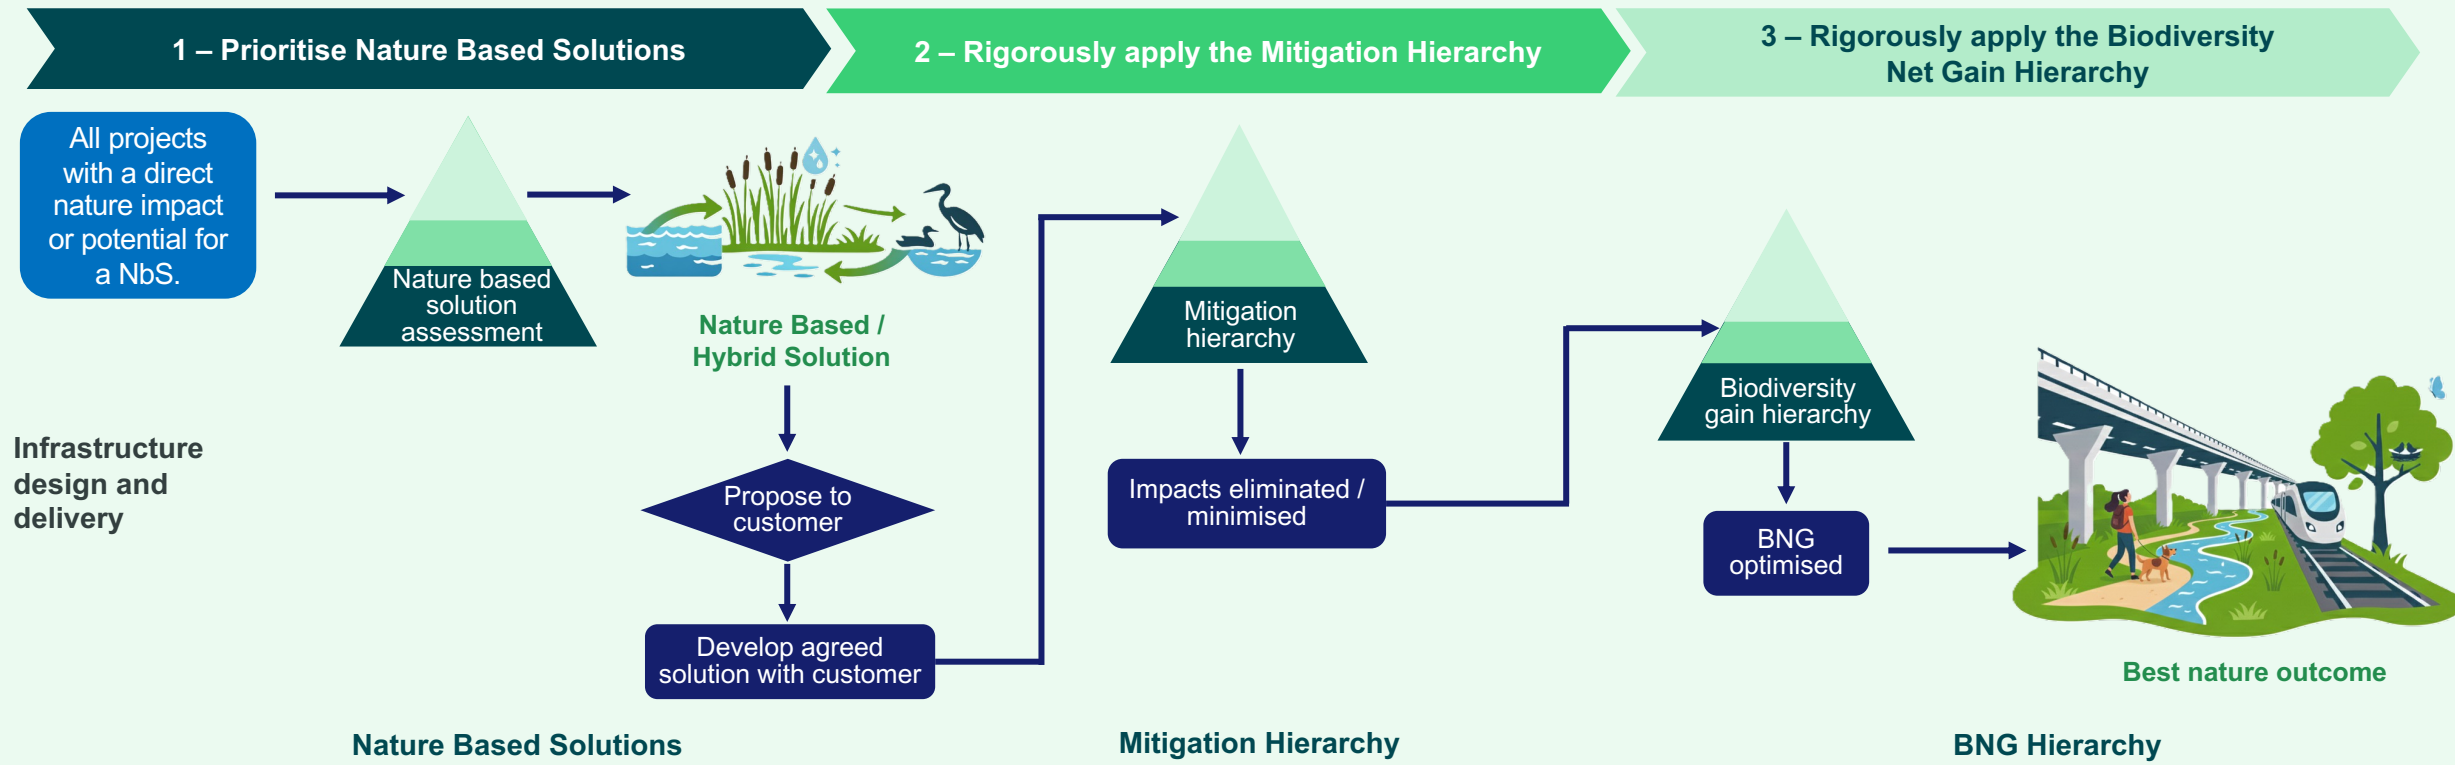 1 – Prioritise Nature Based Solutions
2 – Rigorously apply the Mitigation Hierarchy
3 – Rigorously apply the Biodiversity
Net Gain Hierarchy
All projects
with a direct
nature impact
or potential for
a NbS.
Nature based
solution
assessment
Nature Based /
Hybrid Solution
Propose to
customer
Develop agreed
solution with customer
Mitigation
hierarchy
Impacts eliminated /
minimised
Biodiversity
gain hierarchy
BNG
optimised
Best nature outcome
Infrastructure
design and
delivery
Nature Based Solutions
Mitigation Hierarchy
BNG Hierarchy